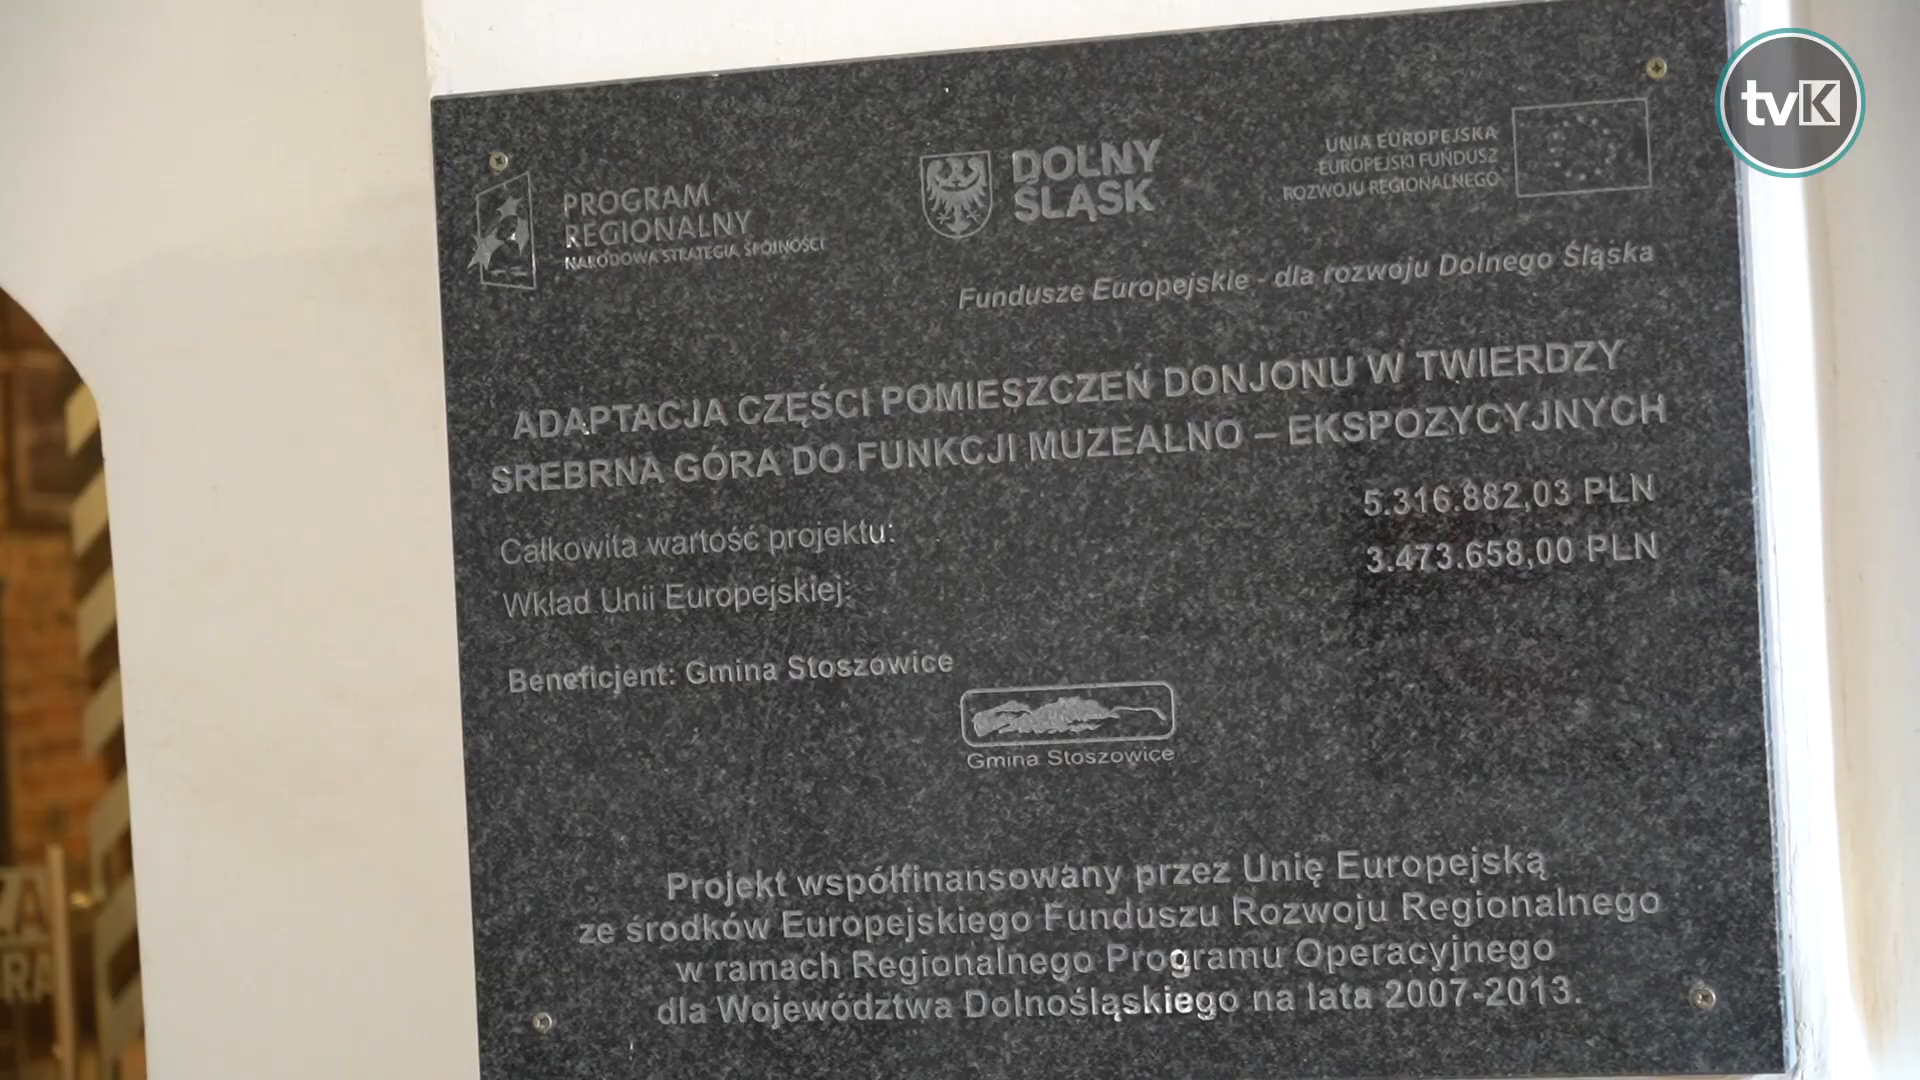 tvK
PROGRAM
REGIONALNY
NARODOWA STRATEGIA SPÓJNOŚCI
DOLNY
ŚLĄSK
UNIA EUROPEJSKA
EUROPEJSKI FUNDUSZ
ROZWOJU REGIONALNEGO
Fundusze Europejskie - dla rozwoju Dolnego Śląska
ADAPTACJA CZĘŚCI POMIESZCZEŃ DONJONU W TWIERDZY
SREBRNA GÓRA DO FUNKCJI MUZEALNO – EKSPOZYCYJNYCH
Całkowita wartość projektu: 5.316.882,03 PLN
Wkład Unii Europejskiej: 3.473.658,00 PLN
Beneficjent: Gmina Stoszowice
Gmina Stoszowice
Projekt współfinansowany przez Unię Europejską
ze środków Europejskiego Funduszu Rozwoju Regionalnego
w ramach Regionalnego Programu Operacyjnego
dla Województwa Dolnośląskiego na lata 2007-2013.